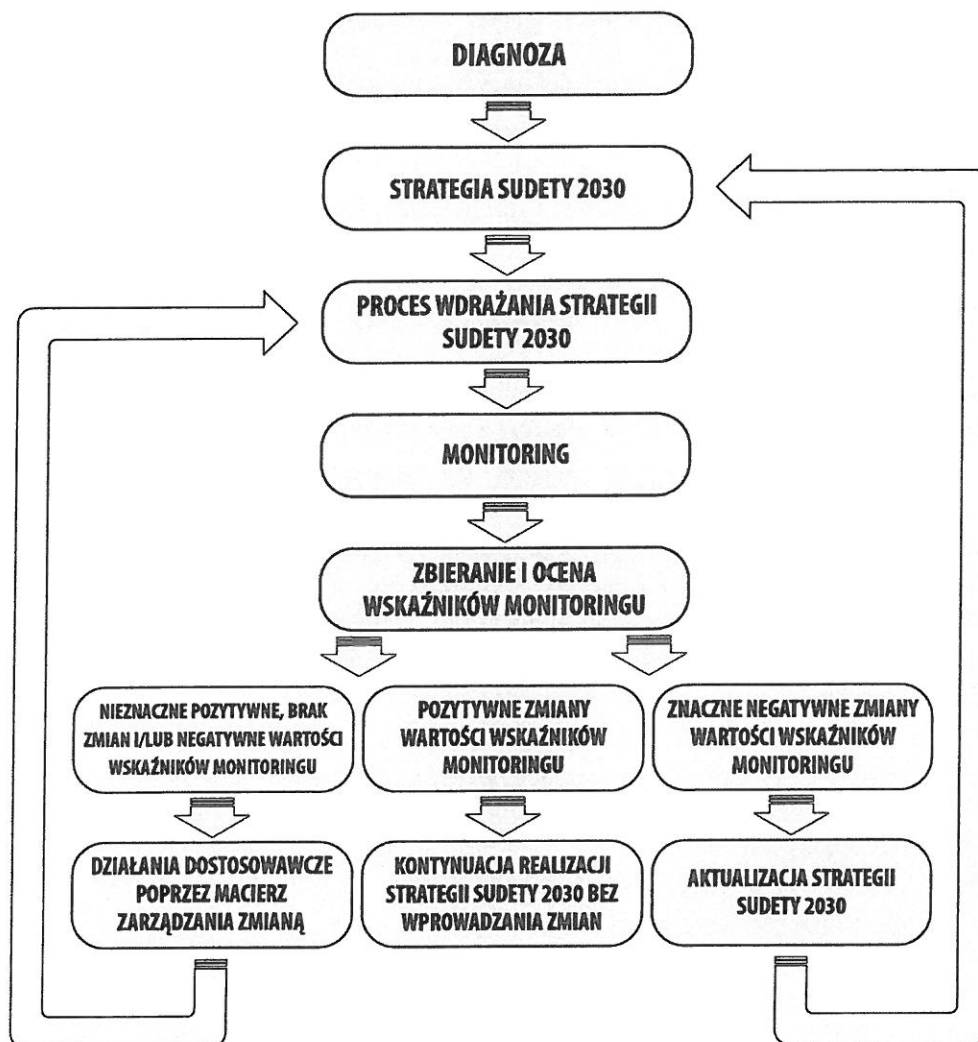 DIAGNOZA
STRATEGIA SUDETY 2030
PROCES WDRAŻANIA STRATEGII
SUDETY 2030
MONITORING
ZBIERANIE I OCENA
WSKAŹNIKÓW MONITORINGU
NIEZNACZNE POZYTYWNE, BRAK
ZMIAN I/LUB NEGATYWNE WARTOŚCI
WSKAŹNIKÓW MONITORINGU
POZYTYWNE ZMIANY
WARTOŚCI WSKAŹNIKÓW
MONITORINGU
ZNACZNE NEGATYWNE ZMIANY
WARTOŚCI WSKAŹNIKÓW
MONITORINGU
DZIAŁANIA DOSTOSOWAWCZE
POPRZEZ MACIERZ
ZARZĄDZANIA ZMIANĄ
KONTYNUACJA REALIZACJI
STRATEGII SUDETY 2030 BEZ
WPROWADZANIA ZMIAN
AKTUALIZACJA STRATEGII
SUDETY 2030